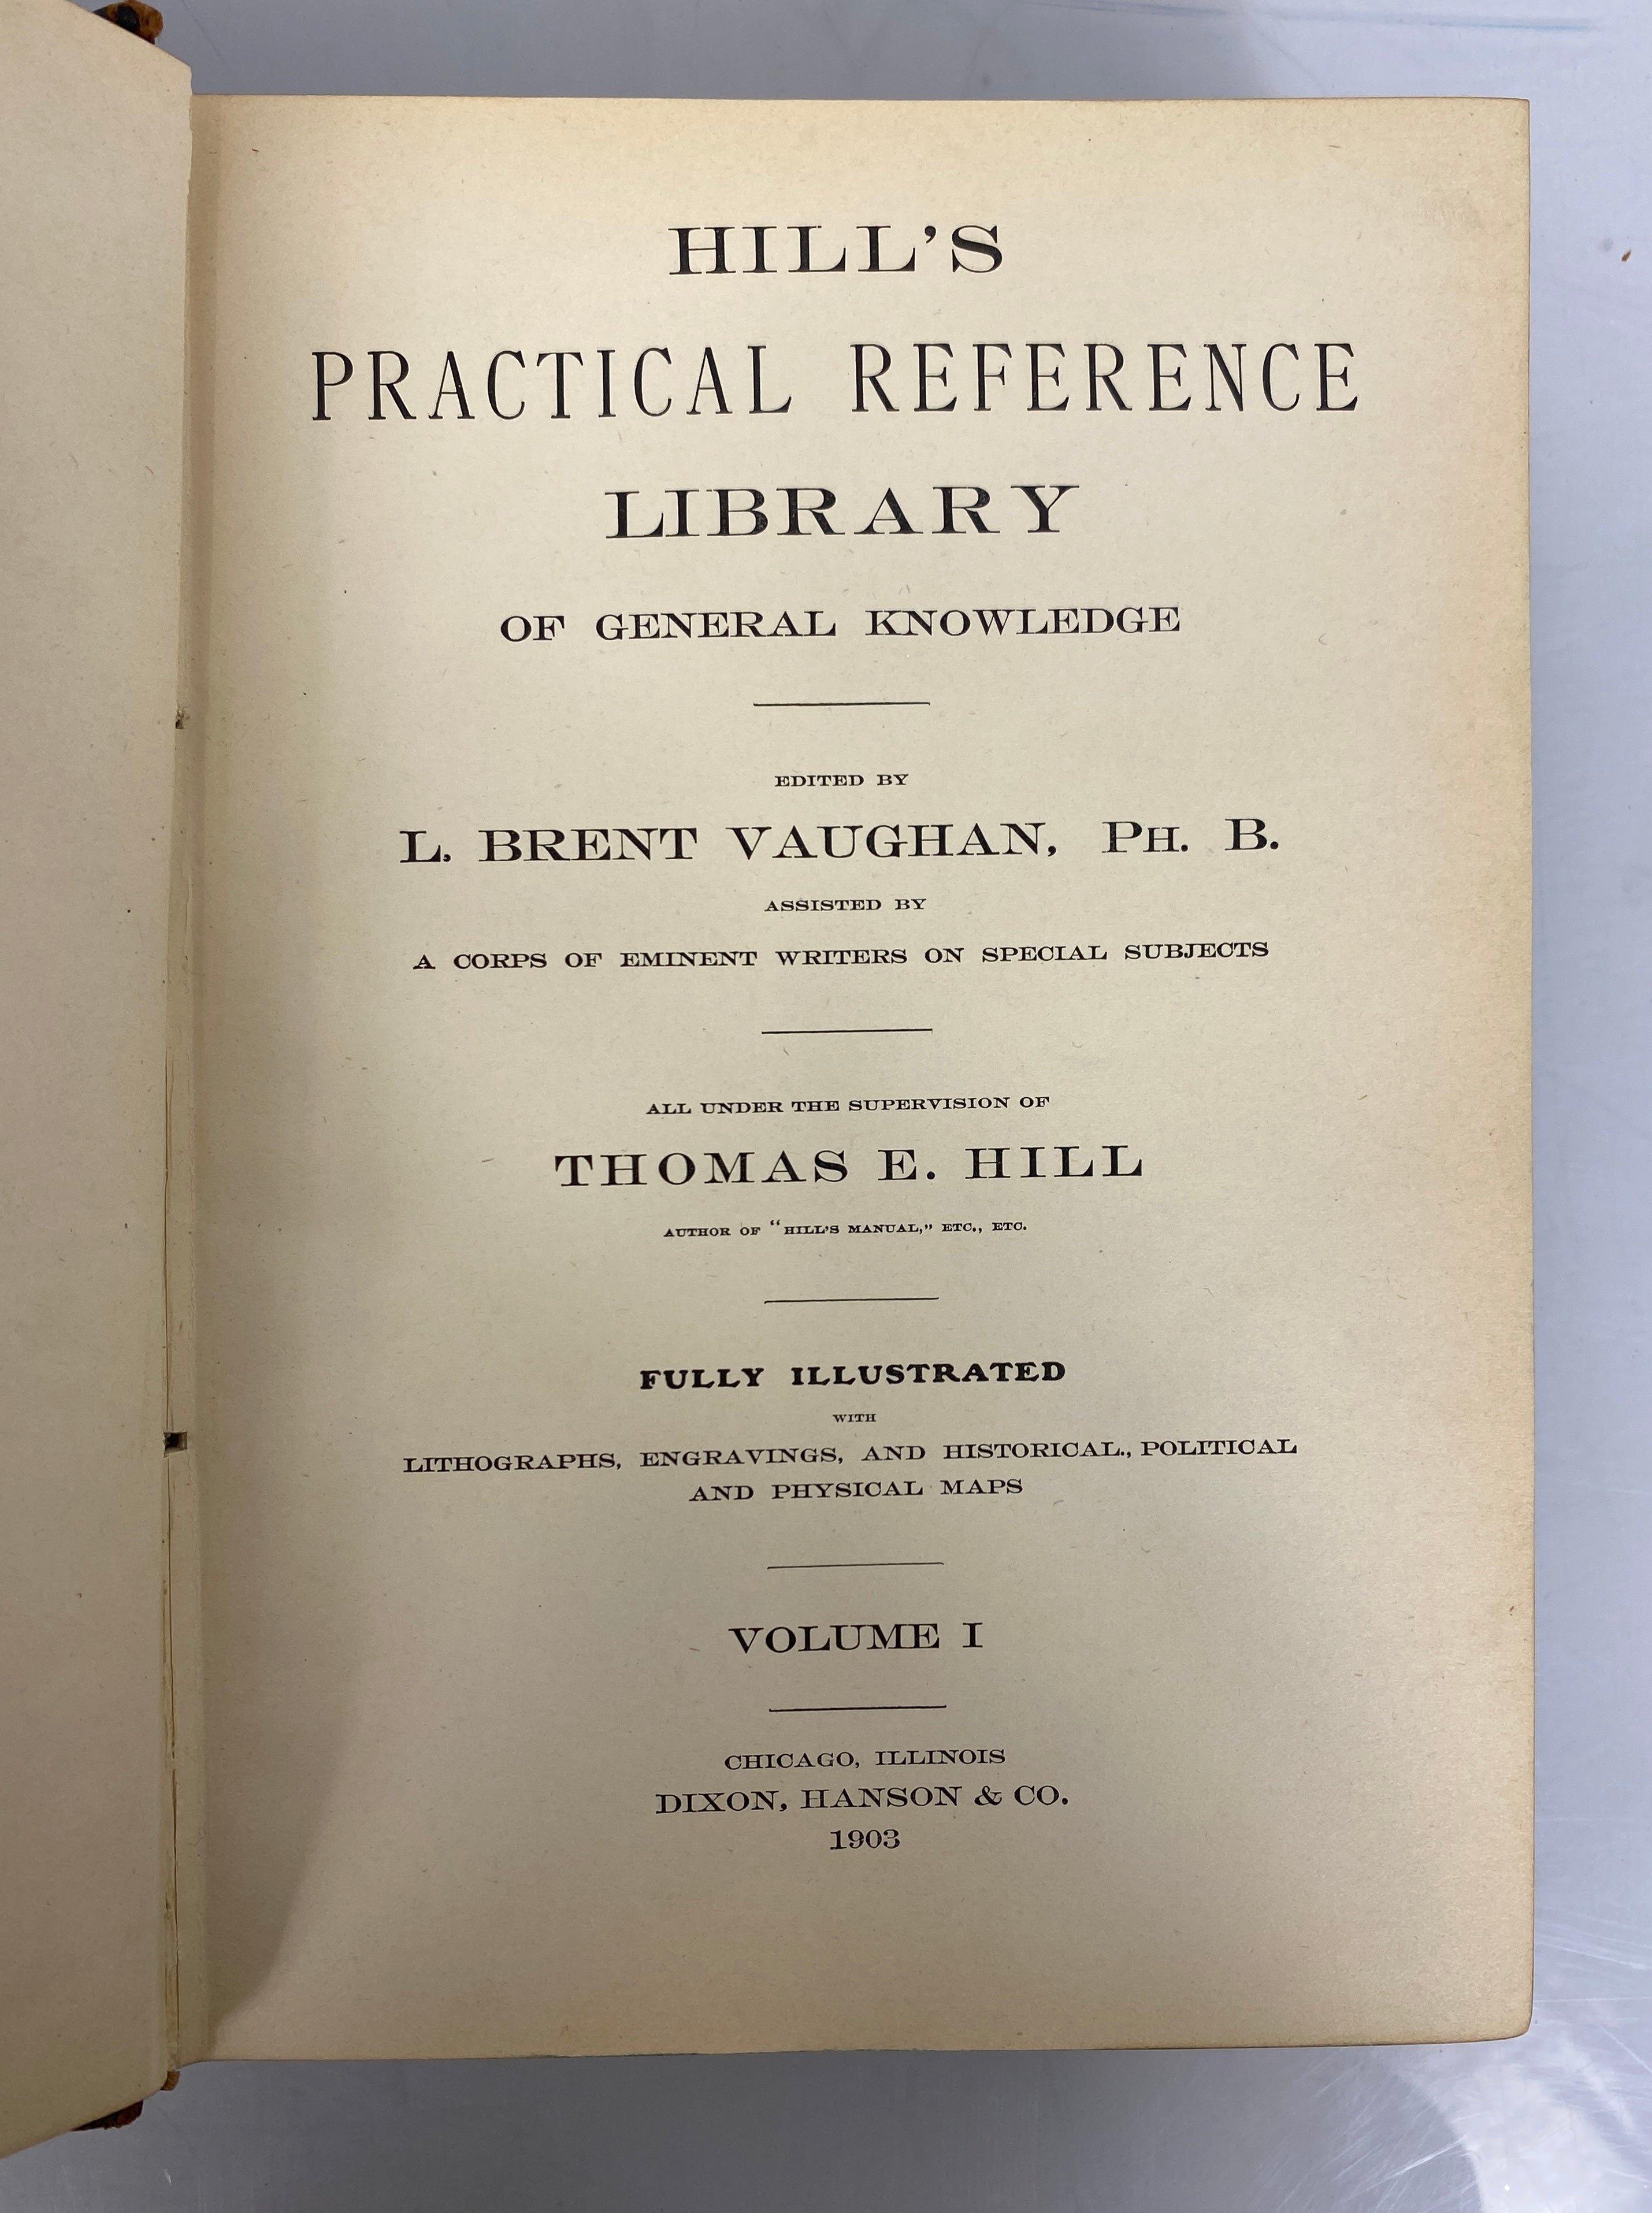 HILL'S
PRACTICAL REFERENCE
LIBRARY
OF GENERAL KNOWLEDGE
EDITED BY
L. BRENT VAUGHAN, PH. B.
ASSISTED BY
A CORPS OF EMINENT WRITERS ON SPECIAL SUBJECTS
ALL UNDER THE SUPERVISION OF
THOMAS E. HILL
AUTHOR OF "HILL'S MANUAL," ETC., ETC.
FULLY ILLUSTRATED
WITH
LITHOGRAPHS, ENGRAVINGS, AND HISTORICAL., POLITICAL
AND PHYSICAL MAPS
VOLUME I
CHICAGO, ILLINOIS
DIXON, HANSON & CO.
1903